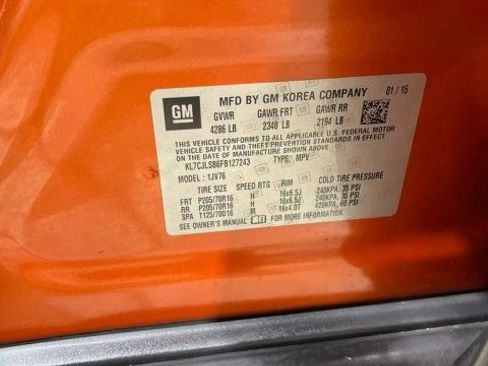 GM
MFD BY GM KOREA COMPANY 01 / 15
GVWR GAWR FRT GAWR RR
4286 LB 2348 LB 2194 LB
THIS VEHICLE CONFORMS TO ALL APPLICABLE U.S. FEDERAL MOTOR
VEHICLE SAFETY, BUMPER, AND THEFT PREVENTION STANDARDS
IN EFFECT ON THE DATE OF MANUFACTURE SHOWN ABOVE.
KL7CJLSB6FB127243 TYPE: MPV
MODEL: 1JV76
TIRE SIZE SPEED RTG RIM COLD TIRE PRESSURE
FRT P205/70R16 H 16x6.5J 240KPA, 35 PSI
RR P205/70R16 H 16x6.5J 240KPA, 35 PSI
SPA T125/70D16 M 16x4.0T 420KPA, 60 PSI
SEE OWNER'S MANUAL FOR ADDITIONAL INFORMATION